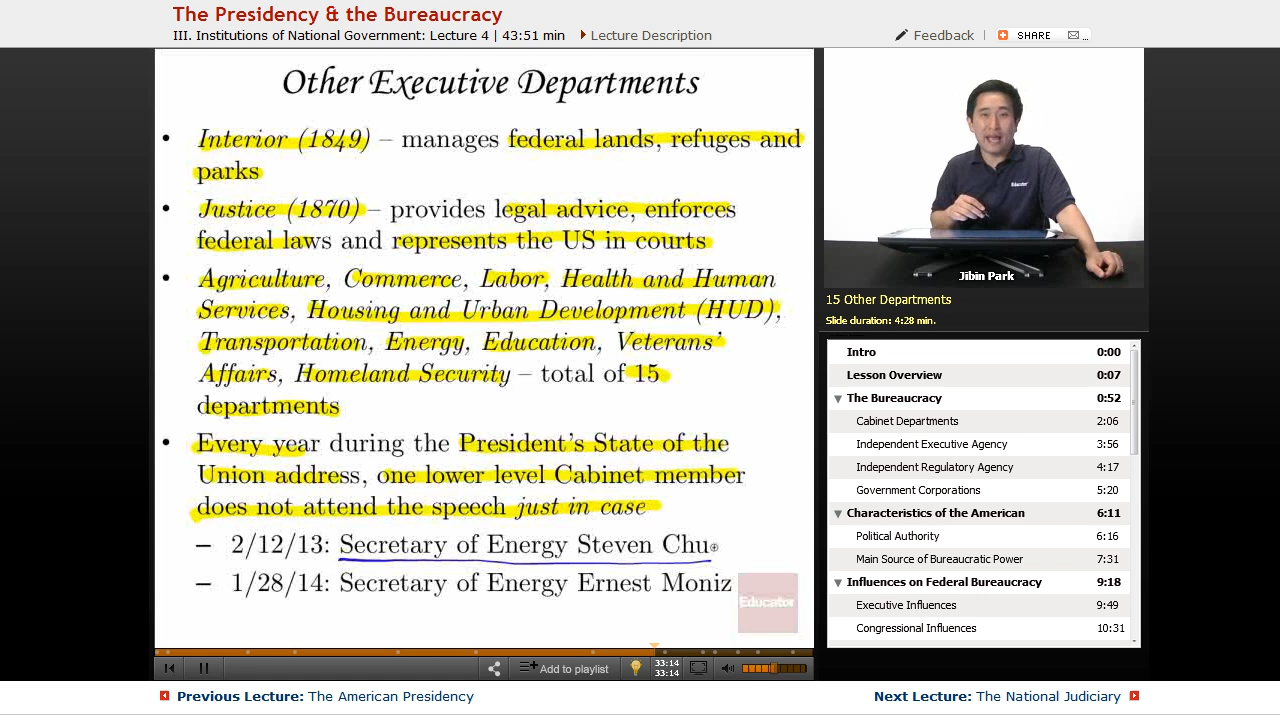 The Presidency & the Bureaucracy
III. Institutions of National Government: Lecture 4 | 43:51 min Lecture Description
Feedback | SHARE ...
Other Executive Departments
• Interior (1849) – manages federal lands, refuges and
parks
• Justice (1870) – provides legal advice, enforces
federal laws and represents the US in courts
• Agriculture, Commerce, Labor, Health and Human
Services, Housing and Urban Development (HUD),
Transportation, Energy, Education, Veterans'
Affairs, Homeland Security – total of 15
departments
• Every year during the President's State of the
Union address, one lower level Cabinet member
does not attend the speech just in case
– 2/12/13: Secretary of Energy Steven Chu
– 1/28/14: Secretary of Energy Ernest Moniz
Educator
Educator
Jibin Park
15 Other Departments
Slide duration: 4:28 min.
Intro 0:00
Lesson Overview 0:07
The Bureaucracy 0:52
Cabinet Departments 2:06
Independent Executive Agency 3:56
Independent Regulatory Agency 4:17
Government Corporations 5:20
Characteristics of the American 6:11
Political Authority 6:16
Main Source of Bureaucratic Power 7:31
Influences on Federal Bureaucracy 9:18
Executive Influences 9:49
Congressional Influences 10:31
Add to playlist
33:14
33:14
Previous Lecture: The American Presidency
Next Lecture: The National Judiciary